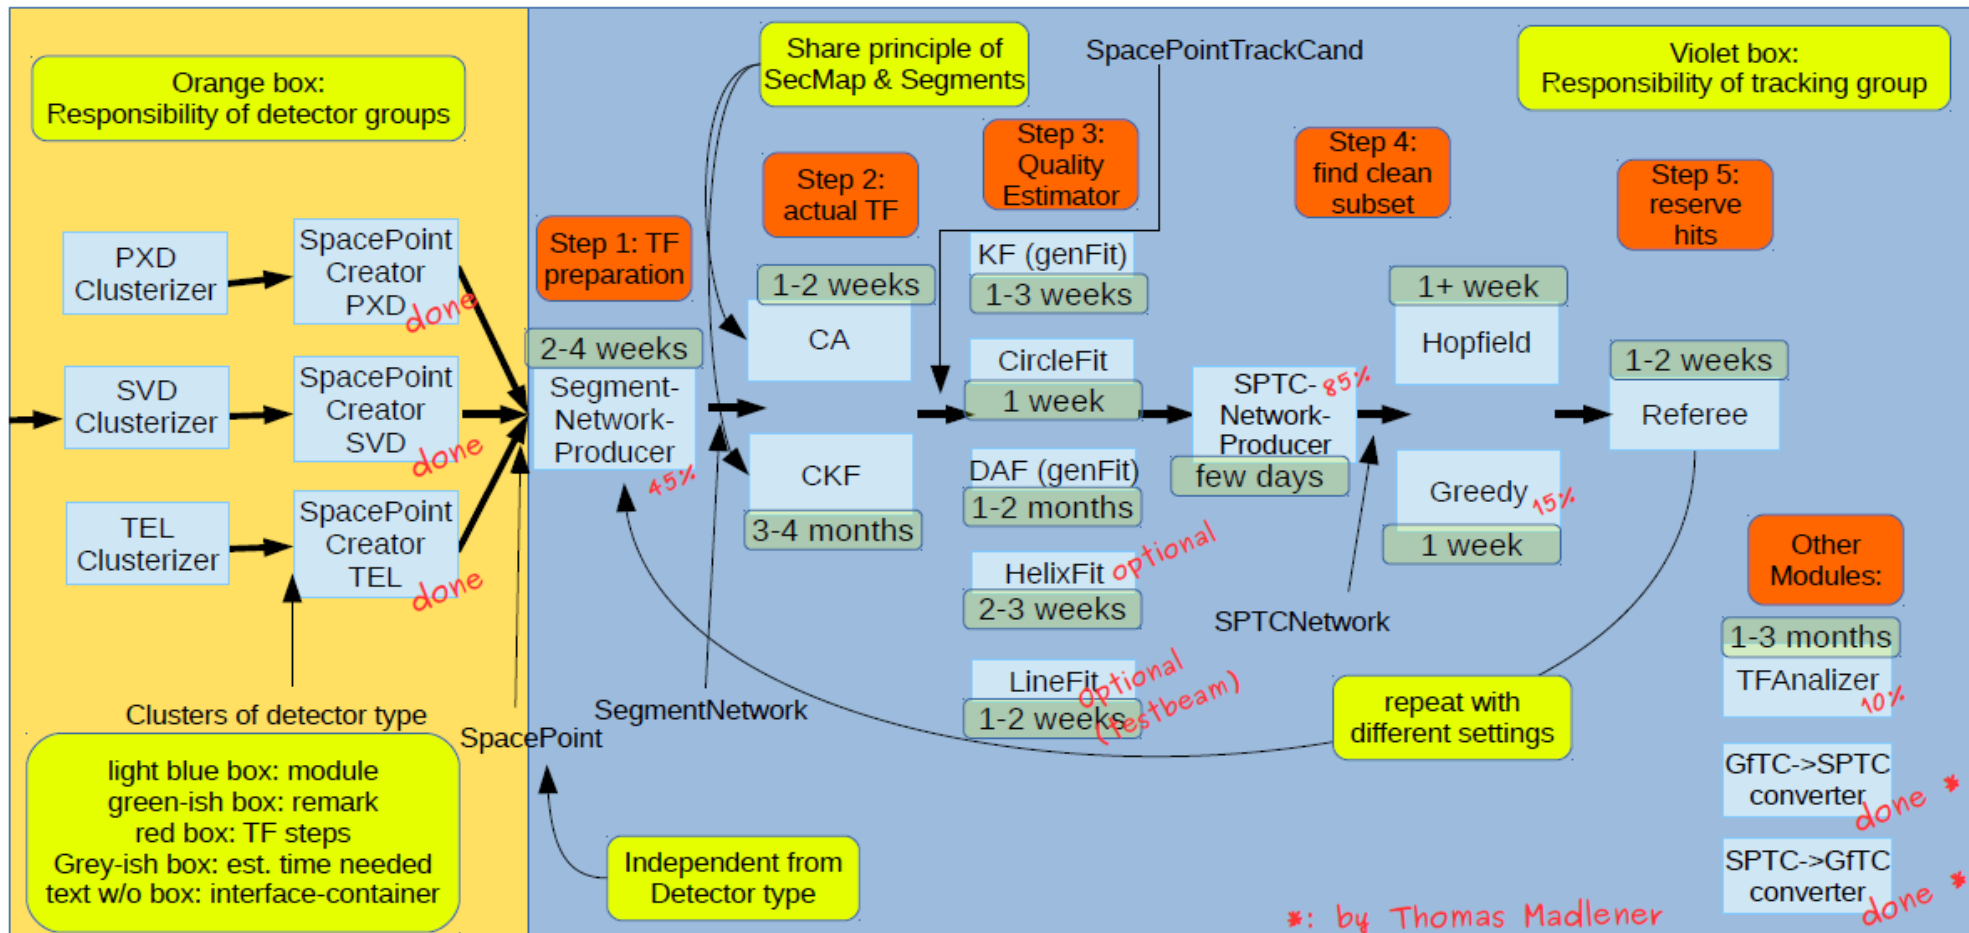 Orange box:
Responsibility of detector groups
Share principle of
SecMap & Segments
SpacePointTrackCand
Violet box:
Responsibility of tracking group
Step 1: TF
preparation
Step 2:
actual TF
Step 3:
Quality
Estimator
Step 4:
find clean
subset
Step 5:
reserve
hits
PXD
Clusterizer
SpacePoint
Creator
PXD
done
SVD
Clusterizer
SpacePoint
Creator
SVD
done
TEL
Clusterizer
SpacePoint
Creator
TEL
done
2-4 weeks
Segment-
Network-
Producer
45%
1-2 weeks
CA
CKF
3-4 months
KF (genFit)
1-3 weeks
CircleFit
1 week
DAF (genFit)
1-2 months
HelixFit
optional
2-3 weeks
LineFit
optional
(testbeam)
1-2 weeks
SPTC-
85%
Network-
Producer
few days
1+ week
Hopfield
Greedy
15%
1 week
1-2 weeks
Referee
SPTCNetwork
Other
Modules:
1-3 months
TFAnalizer
10%
GfTC->SPTC
converter
done *
SPTC->GfTC
converter
done *
repeat with
different settings
Clusters of detector type
SpacePoint
SegmentNetwork
light blue box: module
green-ish box: remark
red box: TF steps
Grey-ish box: est. time needed
text w/o box: interface-container
Independent from
Detector type
*: by Thomas Madlener